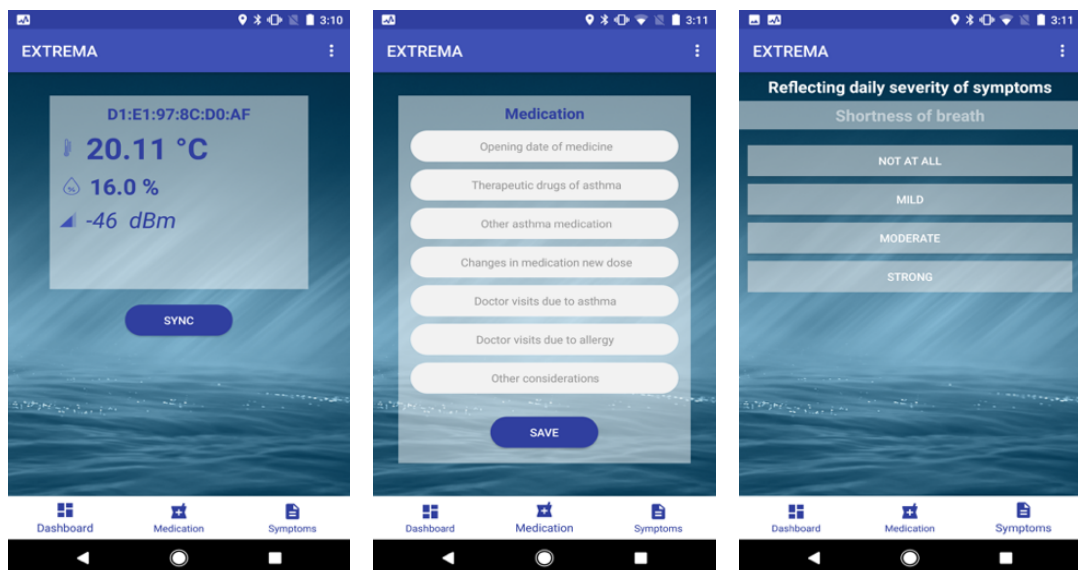 3:10
EXTREMA
D1:E1:97:8C:D0:AF
20.11 °C
% 16.0 %
-46 dBm
SYNC
Dashboard Medication Symptoms
3:11
EXTREMA
Medication
Opening date of medicine
Therapeutic drugs of asthma
Other asthma medication
Changes in medication new dose
Doctor visits due to asthma
Doctor visits due to allergy
Other considerations
SAVE
Dashboard Medication Symptoms
3:11
EXTREMA
Reflecting daily severity of symptoms
Shortness of breath
NOT AT ALL
MILD
MODERATE
STRONG
Dashboard Medication Symptoms